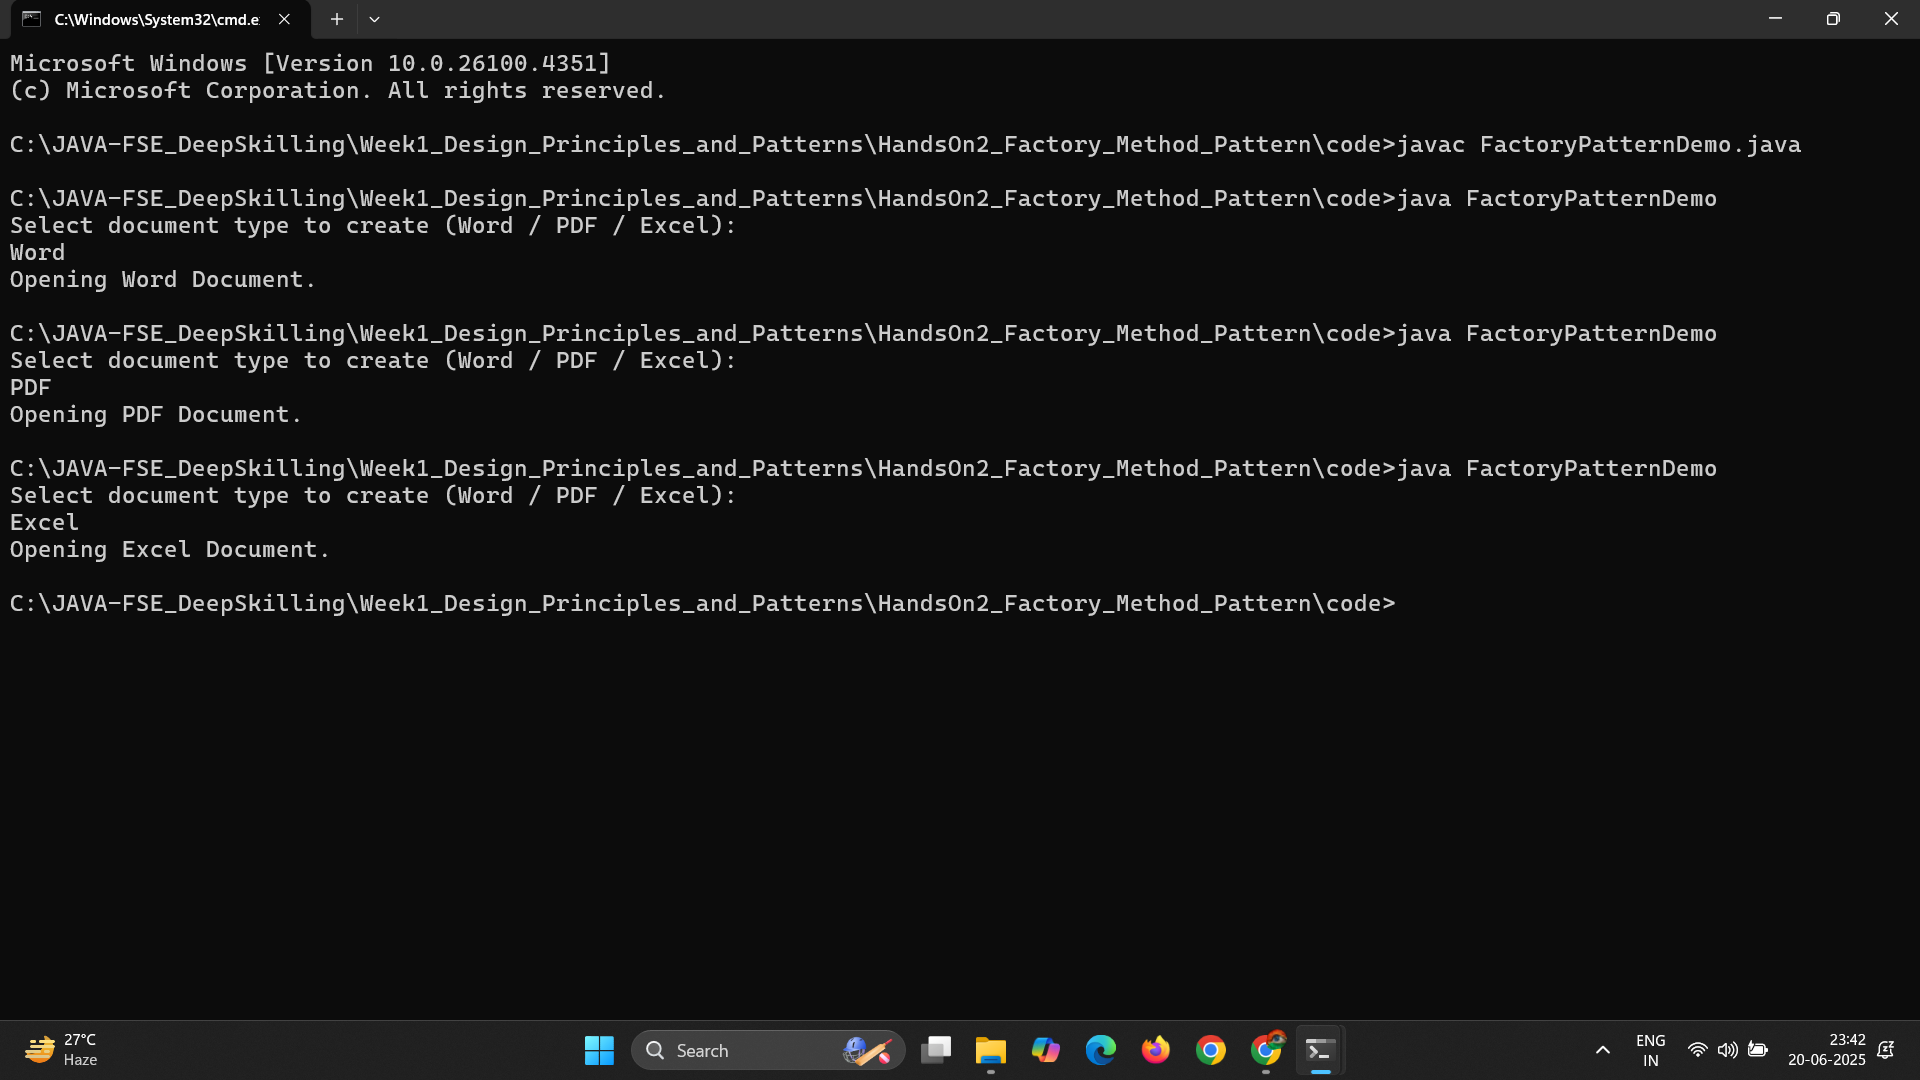 C:\Windows\System32\cmd.e
Microsoft Windows [Version 10.0.26100.4351]
(c) Microsoft Corporation. All rights reserved.
C:\JAVA-FSE_DeepSkilling\Week1_Design_Principles_and_Patterns\HandsOn2_Factory_Method_Pattern\code>javac FactoryPatternDemo.java
C:\JAVA-FSE_DeepSkilling\Week1_Design_Principles_and_Patterns\HandsOn2_Factory_Method_Pattern\code>java FactoryPatternDemo
Select document type to create (Word / PDF / Excel):
Word
Opening Word Document.
C:\JAVA-FSE_DeepSkilling\Week1_Design_Principles_and_Patterns\HandsOn2_Factory_Method_Pattern\code>java FactoryPatternDemo
Select document type to create (Word / PDF / Excel):
PDF
Opening PDF Document.
C:\JAVA-FSE_DeepSkilling\Week1_Design_Principles_and_Patterns\HandsOn2_Factory_Method_Pattern\code>java FactoryPatternDemo
Select document type to create (Word / PDF / Excel):
Excel
Opening Excel Document.
C:\JAVA-FSE_DeepSkilling\Week1_Design_Principles_and_Patterns\HandsOn2_Factory_Method_Pattern\code>
27°C
Haze
Search
ENG
IN
23:42
20-06-2025